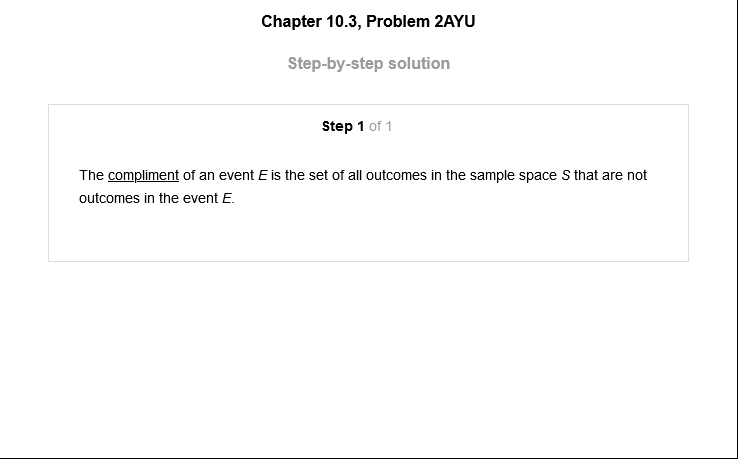 Chapter 10.3, Problem 2AYU
Step-by-step solution
Step 1 of 1
The compliment of an event E is the set of all outcomes in the sample space S that are not
outcomes in the event E.